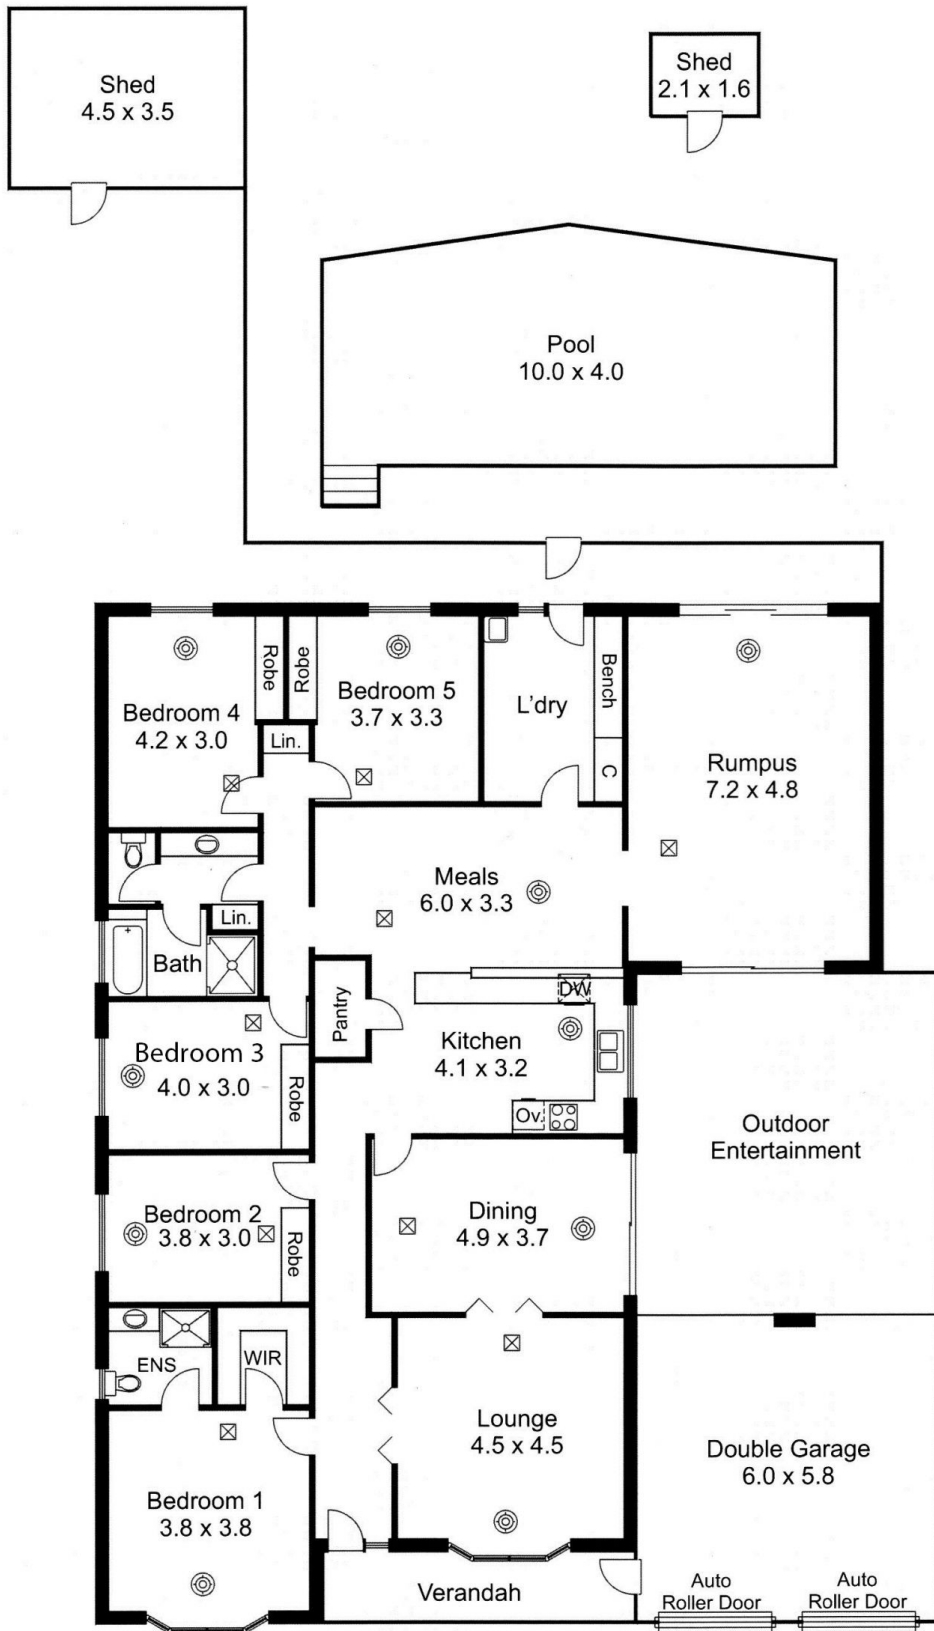 Shed
4.5 x 3.5
Shed
2.1 x 1.6
Pool
10.0 x 4.0
Robe
Robe
Bench
Bedroom 5
3.7 x 3.3
L'dry
Bedroom 4
4.2 x 3.0
Lin.
C
Rumpus
7.2 x 4.8
Meals
6.0 x 3.3
Lin.
Bath
Pantry
DW
Kitchen
4.1 x 3.2
Bedroom 3
4.0 x 3.0
Robe
Ov.
Outdoor
Entertainment
Bedroom 2
3.8 x 3.0
Robe
Dining
4.9 x 3.7
ENS
WIR
Lounge
4.5 x 4.5
Double Garage
6.0 x 5.8
Bedroom 1
3.8 x 3.8
Verandah
Auto
Roller Door
Auto
Roller Door